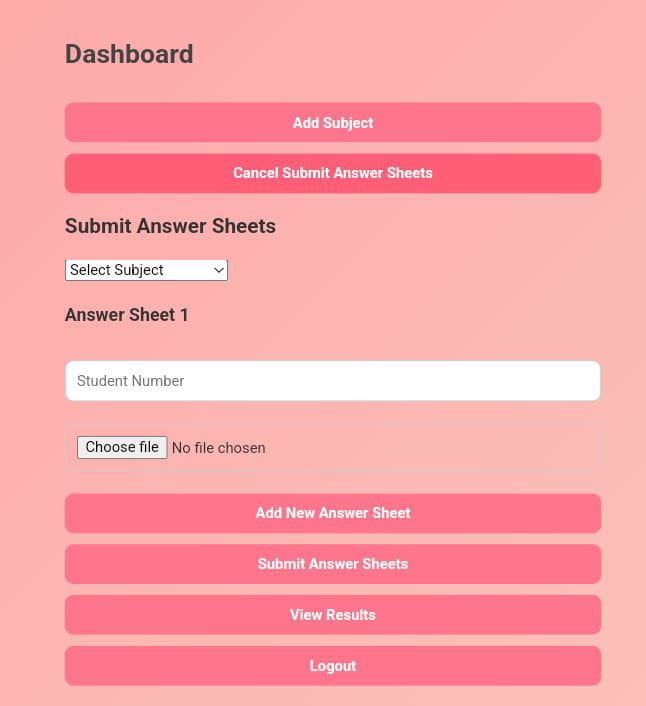 Dashboard
Add Subject
Cancel Submit Answer Sheets
Submit Answer Sheets
Select Subject
Answer Sheet 1
Student Number
Choose file No file chosen
Add New Answer Sheet
Submit Answer Sheets
View Results
Logout